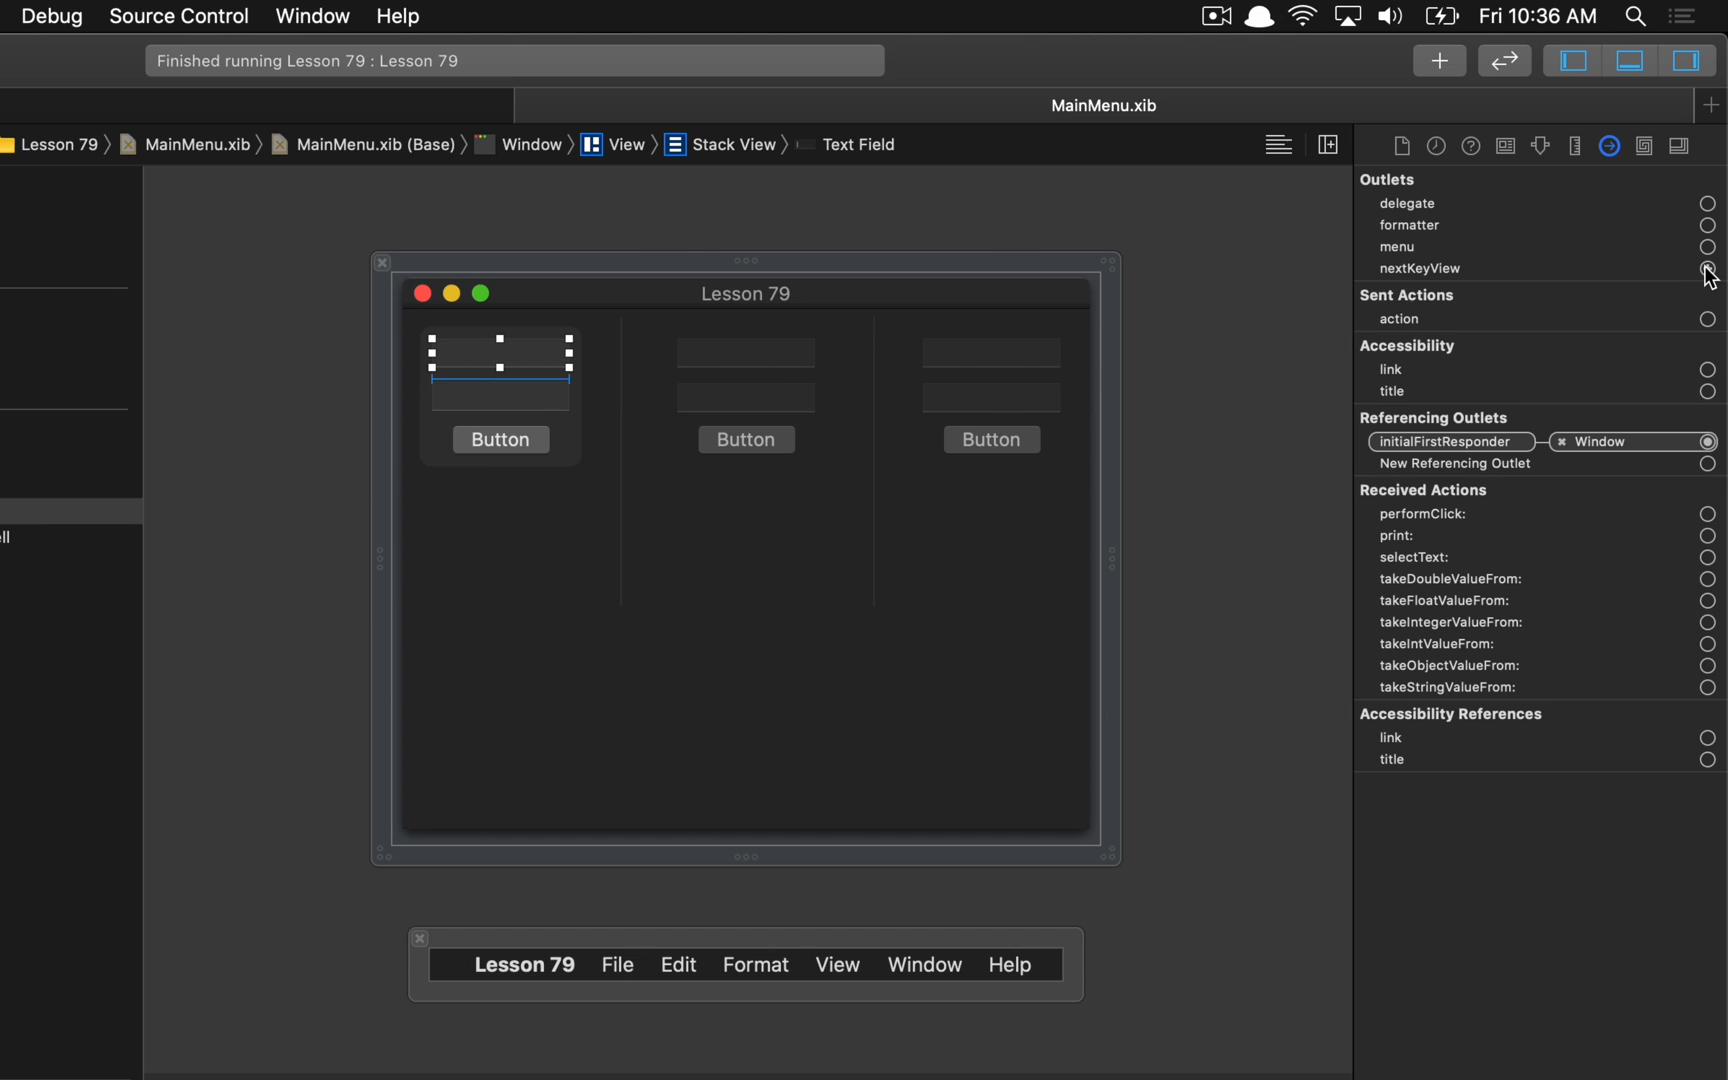 Debug Source Control Window Help Fri 10:36 AM
Finished running Lesson 79 : Lesson 79
MainMenu.xib
Lesson 79 MainMenu.xib MainMenu.xib (Base) Window View Stack View Text Field
Outlets
delegate
formatter
menu
nextKeyView
Sent Actions
action
Accessibility
link
title
Referencing Outlets
initialFirstResponder Window
New Referencing Outlet
Received Actions
performClick:
print:
selectText:
takeDoubleValueFrom:
takeFloatValueFrom:
takeIntegerValueFrom:
takeIntValueFrom:
takeObjectValueFrom:
takeStringValueFrom:
Accessibility References
link
title
ell
Lesson 79
Button Button Button
Lesson 79 File Edit Format View Window Help